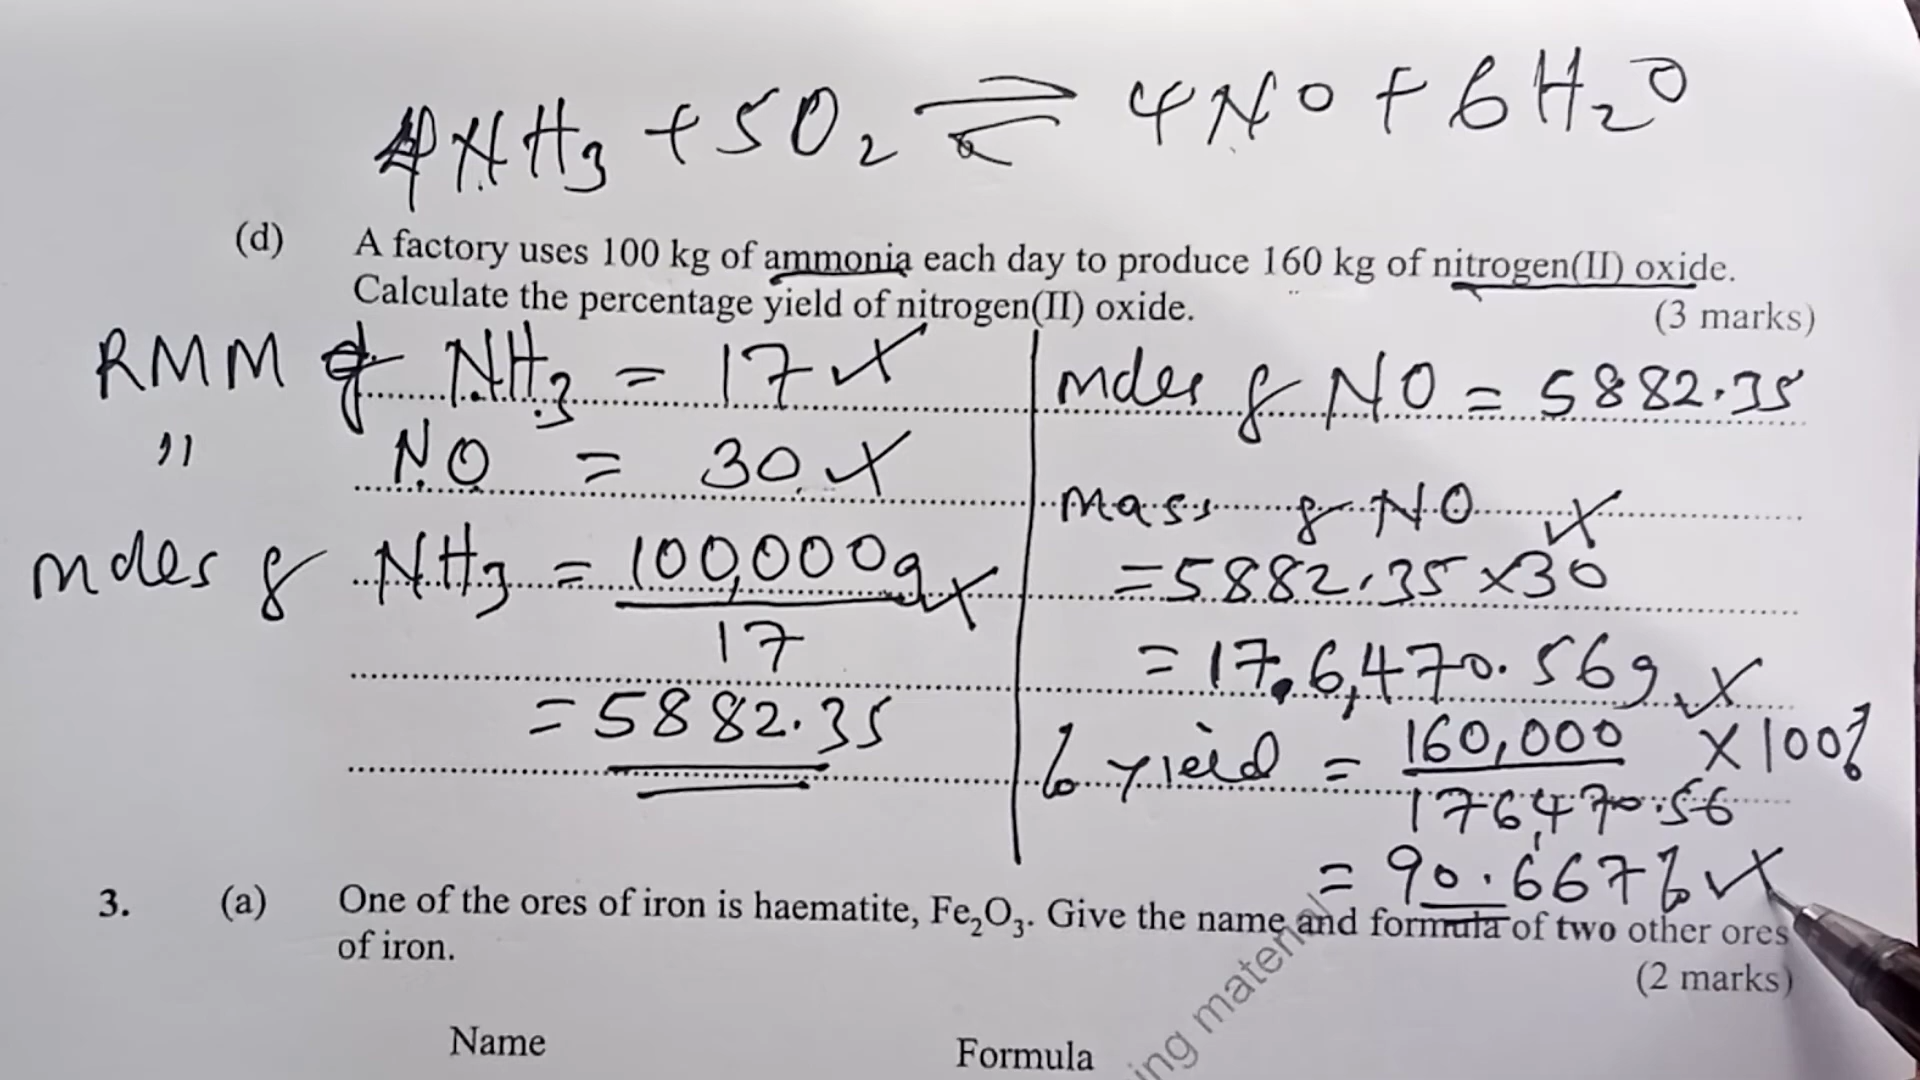 4NH₃ + 5O₂ ⇌ 4NO + 6H₂O
(d) A factory uses 100 kg of ammonia each day to produce 160 kg of nitrogen(II) oxide.
Calculate the percentage yield of nitrogen(II) oxide.
(3 marks)
RMM of NH₃ = 17 ✓
" NO = 30 ✓
moles of NH₃ = 100,000g ✓
17
= 5882.35
moles of NO = 5882.35
Mass of NO ✓
= 5882.35 × 30
= 17,6,470.56g ✓
% yield = 160,000 × 100%
176,470.56
= 90.667% ✓
3. (a) One of the ores of iron is haematite, Fe₂O₃. Give the name and formula of two other ores
of iron.
(2 marks)
Name Formula
ing material